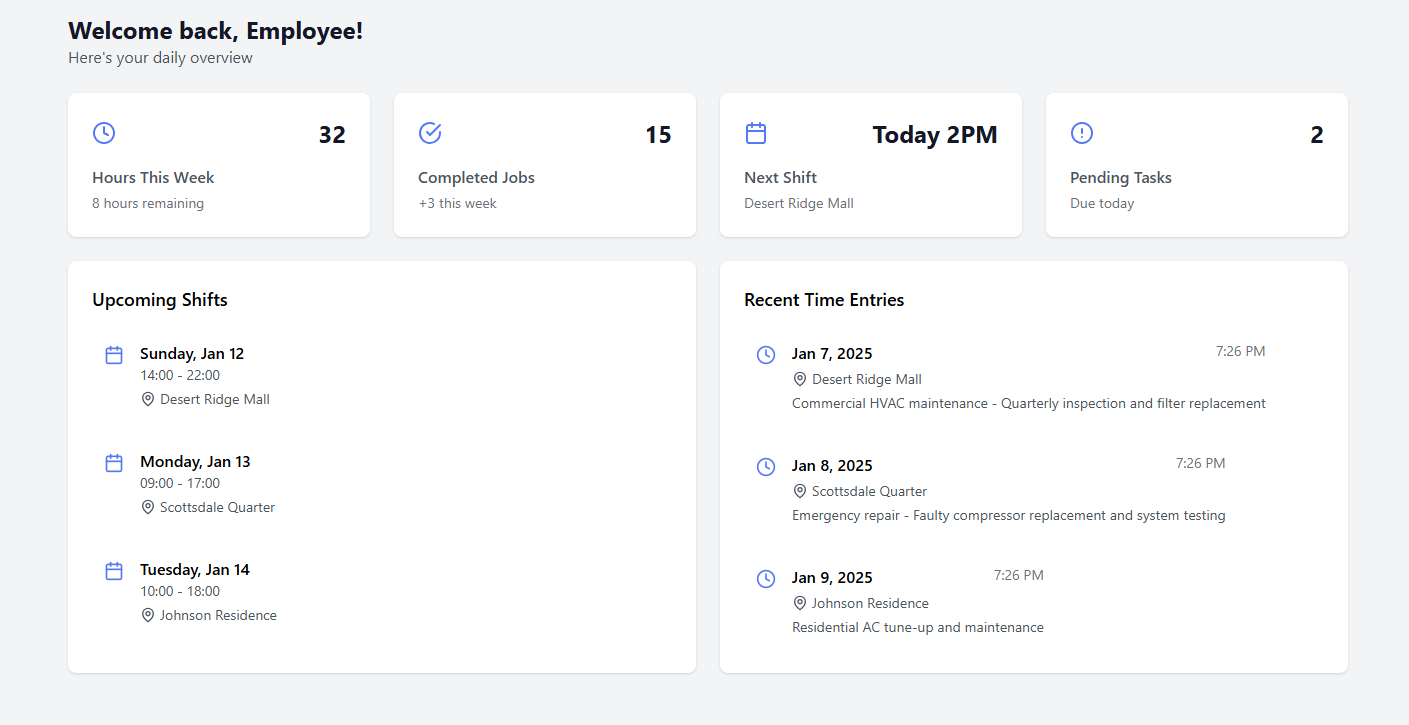 Welcome back, Employee!
Here's your daily overview
32
Hours This Week
8 hours remaining
15
Completed Jobs
+3 this week
Today 2PM
Next Shift
Desert Ridge Mall
2
Pending Tasks
Due today
Upcoming Shifts
Sunday, Jan 12
14:00 - 22:00
Desert Ridge Mall
Monday, Jan 13
09:00 - 17:00
Scottsdale Quarter
Tuesday, Jan 14
10:00 - 18:00
Johnson Residence
Recent Time Entries
Jan 7, 2025 7:26 PM
Desert Ridge Mall
Commercial HVAC maintenance - Quarterly inspection and filter replacement
Jan 8, 2025 7:26 PM
Scottsdale Quarter
Emergency repair - Faulty compressor replacement and system testing
Jan 9, 2025 7:26 PM
Johnson Residence
Residential AC tune-up and maintenance